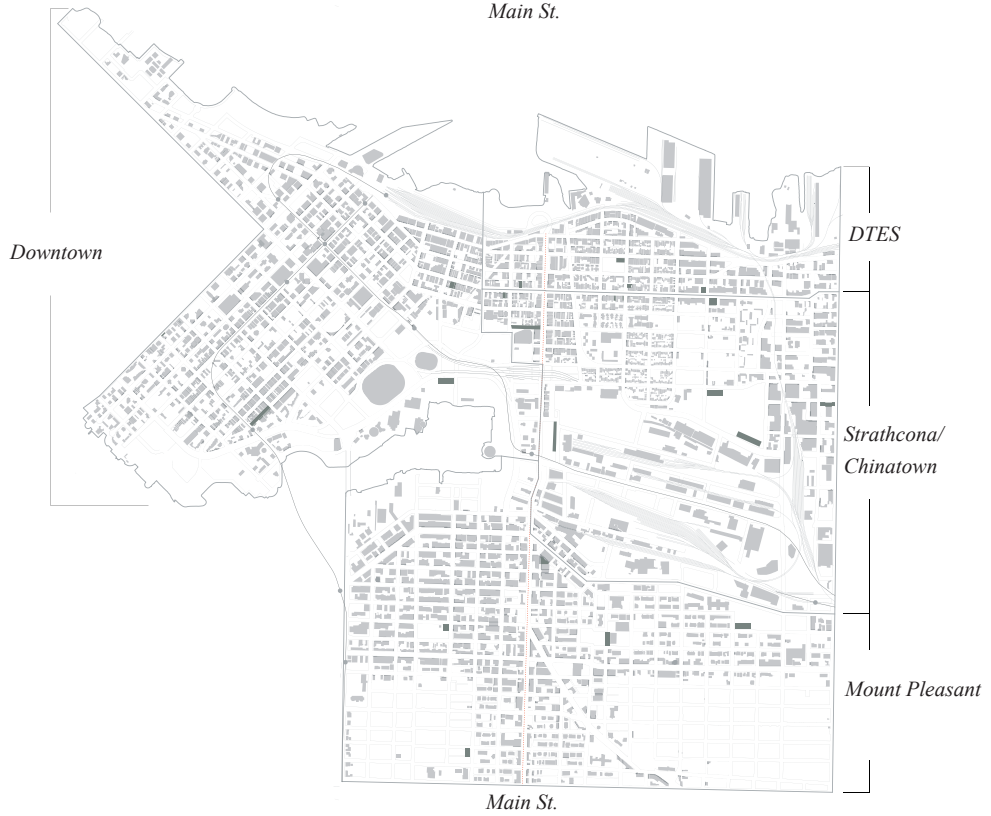 Main St.
DTES
Downtown
Strathcona/
Chinatown
Mount Pleasant
Main St.